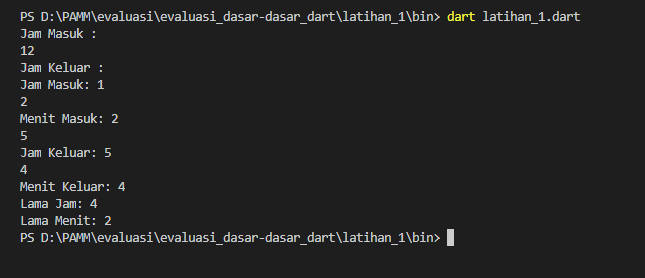 PS D:\PAMM\evaluasi\evaluasi_dasar-dasar_dart\latihan_1\bin> dart latihan_1.dart
Jam Masuk :
12
Jam Keluar :
Jam Masuk: 1
2
Menit Masuk: 2
5
Jam Keluar: 5
4
Menit Keluar: 4
Lama Jam: 4
Lama Menit: 2
PS D:\PAMM\evaluasi\evaluasi_dasar-dasar_dart\latihan_1\bin>